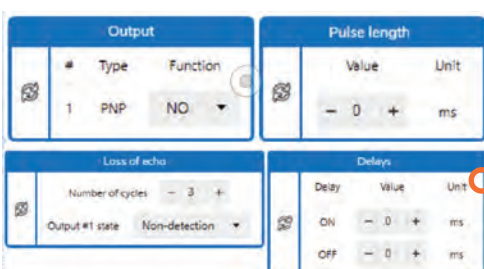 Output
# Type Function
1 PNP NO
Pulse length
Value Unit
− 0 + ms
Loss of echo
Number of cycles − 3 +
Output #1 state Non-detection
Delays
Delay Value Unit
ON − 0 + ms
OFF − 0 + ms